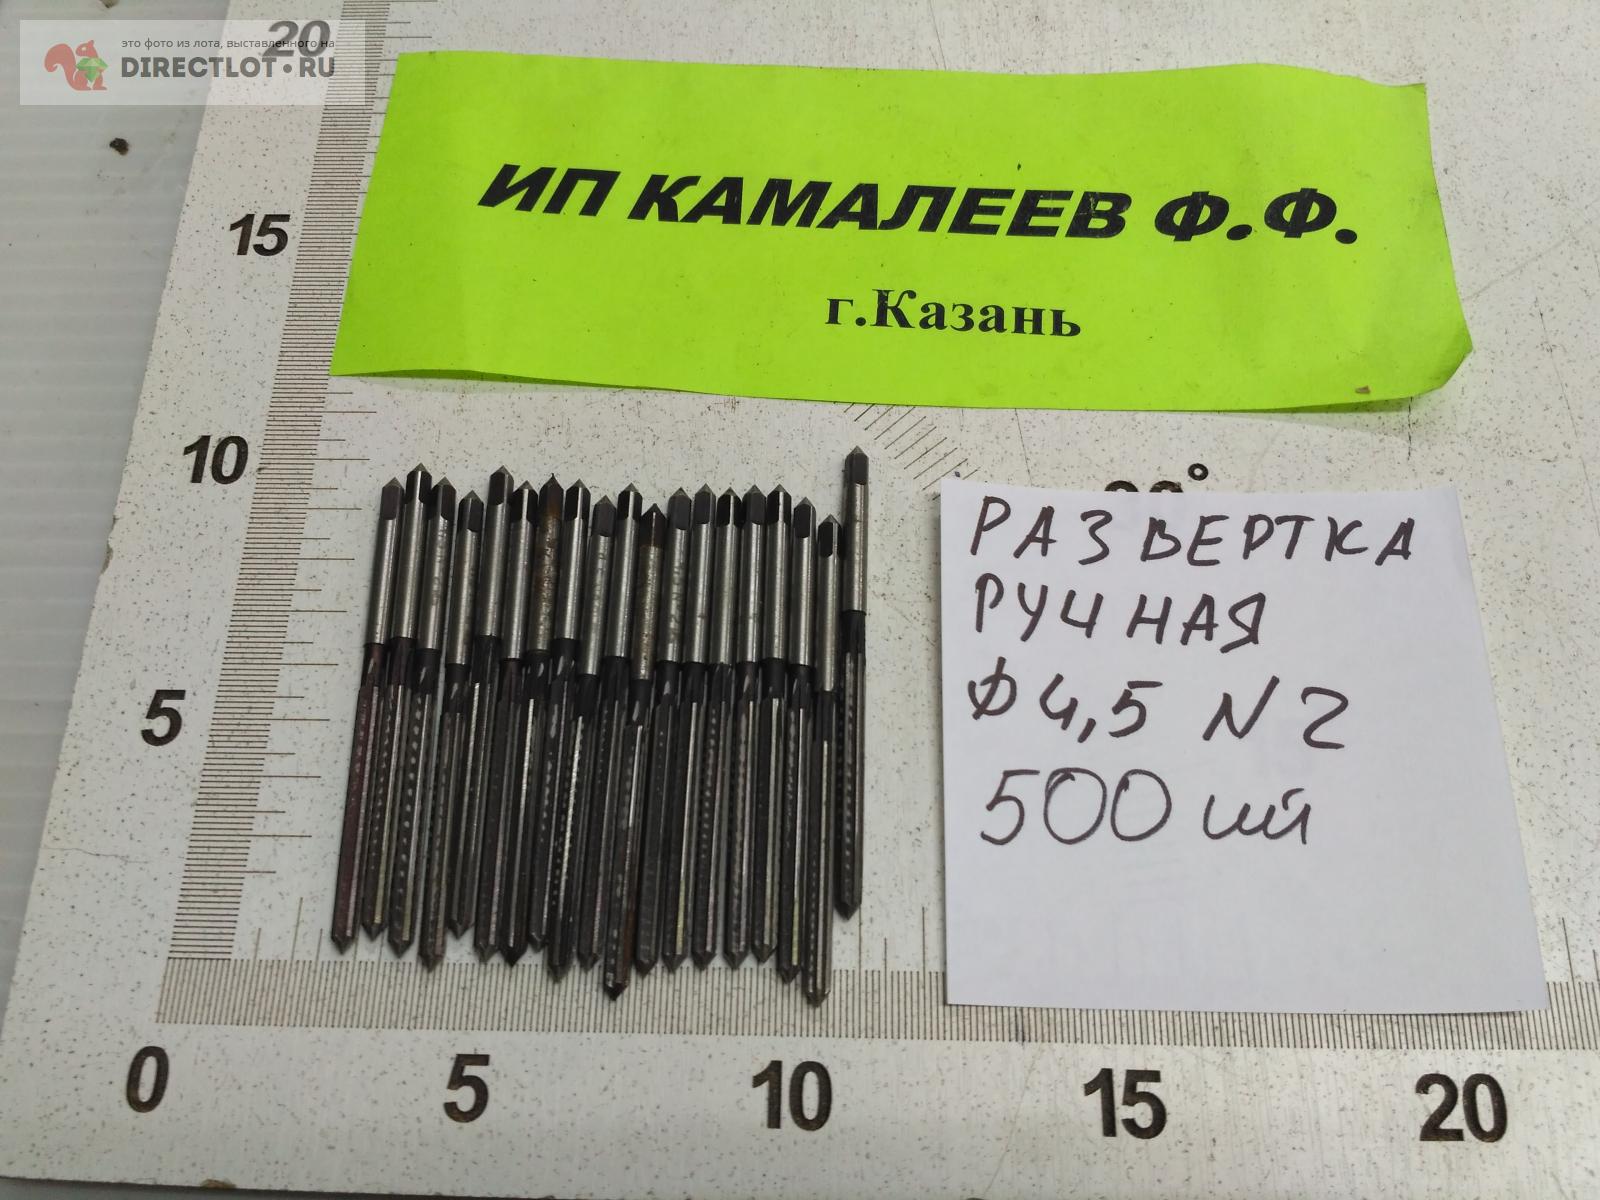 это фото из лота, выставленного на
DIRECTLOT.RU
20
15
10
5
ИП КАМАЛЕЕВ Ф.Ф.
г.Казань
РАЗВЕРТКА
РУЧНАЯ
Ф4,5 N2
500 шт
0 5 10 15 20